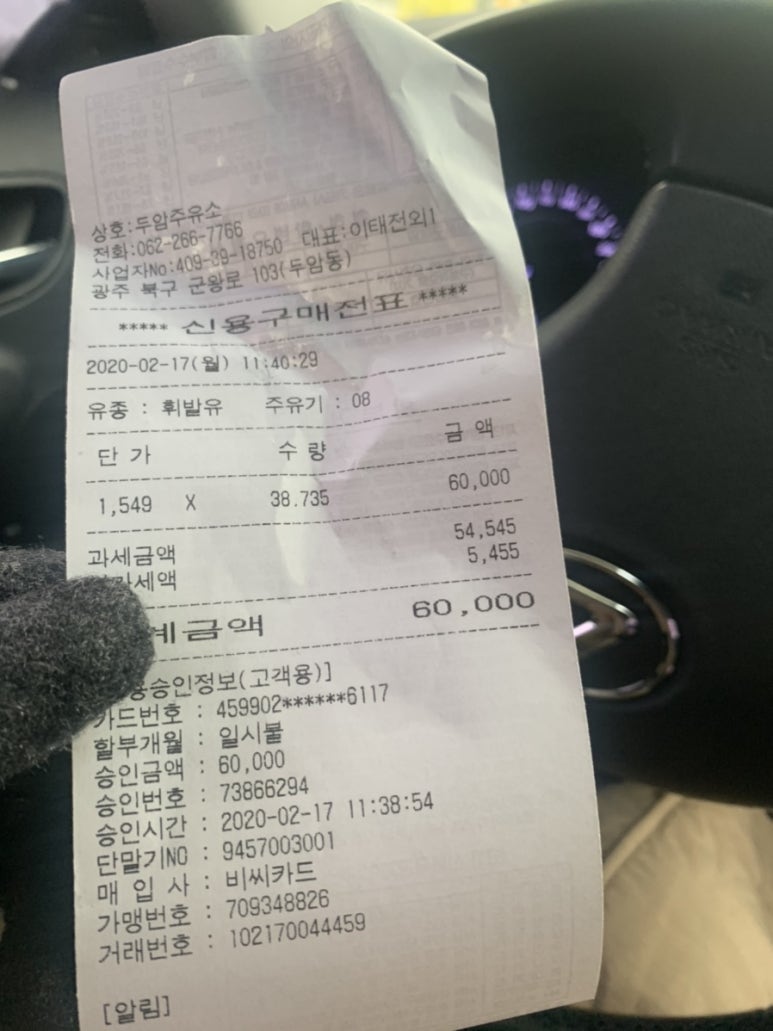 상호:두암주유소
전화:062-266-7766 대표:이태전외1
사업자No:409-39-18750
광주 북구 군왕로 103(두암동)
***** 신용구매전표 *****
2020-02-17(월) 11:40:29
유종 : 휘발유 주유기 : 08
단 가 수 량 금 액
1,549 X 38.735 60,000
과세금액 54,545
가세액 5,455
계금액 60,000
용승인정보(고객용)]
카드번호 : 459902******6117
할부개월 : 일시불
승인금액 : 60,000
승인번호 : 73866294
승인시간 : 2020-02-17 11:38:54
단말기NO : 9457003001
매 입 사 : 비씨카드
가맹번호 : 709348826
거래번호 : 102170044459
[알림]